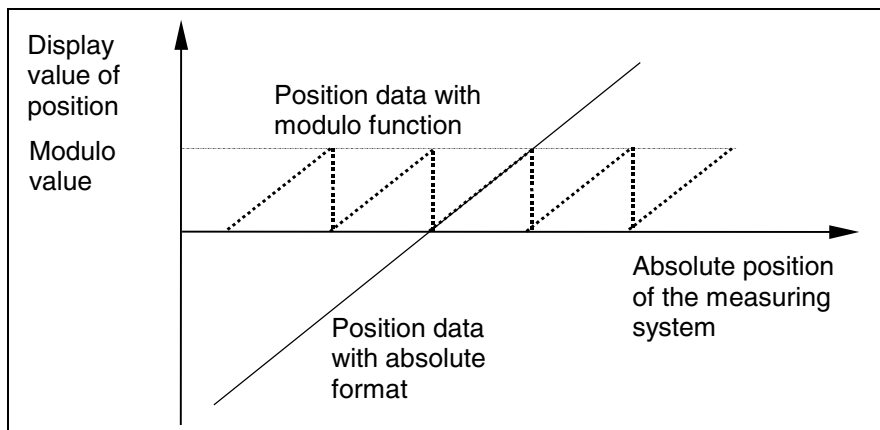 Display
value of
position
Modulo
value
Position data with
modulo function
Absolute position
of the measuring
system
Position data
with absolute
format